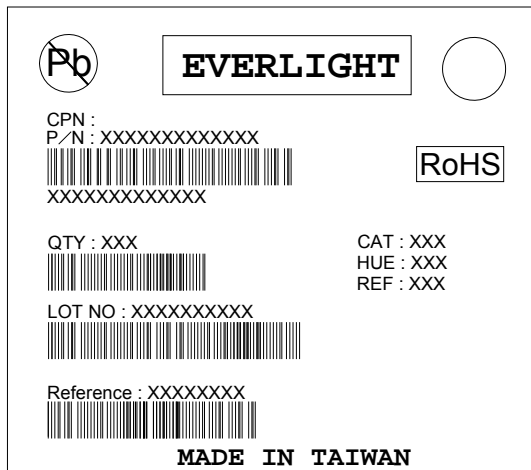 Pb
EVERLIGHT
CPN :
P/N : XXXXXXXXXXXXX
RoHS
XXXXXXXXXXXXX
QTY : XXX
CAT : XXX
HUE : XXX
REF : XXX
LOT NO : XXXXXXXXXX
Reference : XXXXXXXX
MADE IN TAIWAN